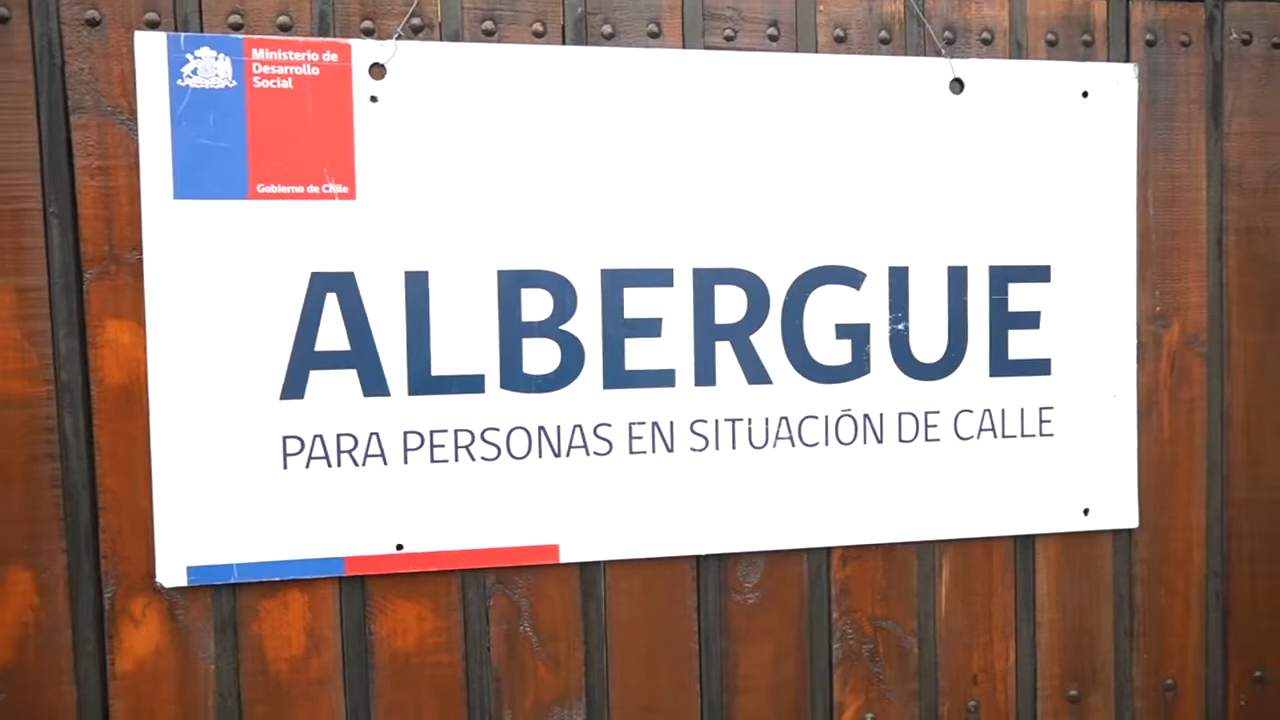 Ministerio de
Desarrollo
Social
Gobierno de Chile
ALBERGUE
PARA PERSONAS EN SITUACIÓN DE CALLE